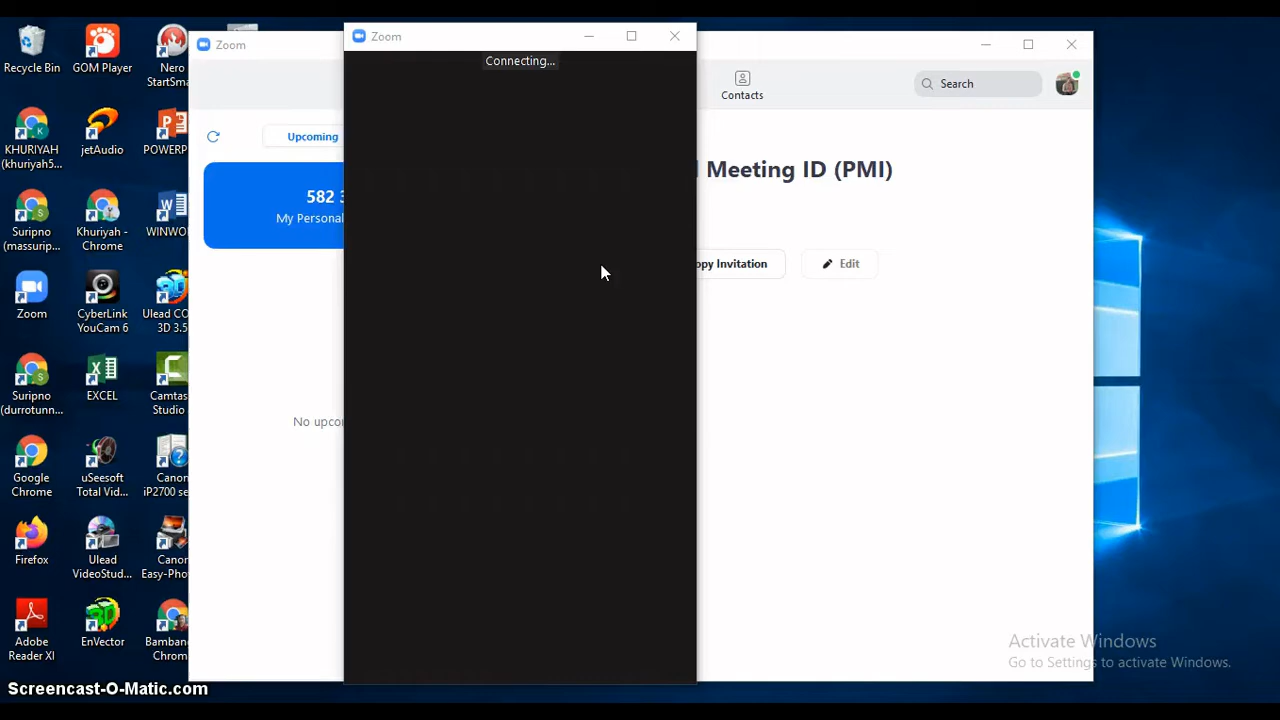 Recycle Bin
GOM Player
Nero
StartSma...
KHURIYAH
(khuriyah5...
jetAudio
POWERP
Suripno
(massurip...
Khuriyah -
Chrome
WINWO
Zoom
CyberLink
YouCam 6
Ulead CO
3D 3.5
Suripno
(durrotunn...
EXCEL
Camtas
Studio
Google
Chrome
uSeesoft
Total Vid...
Canon
iP2700 se
Firefox
Ulead
VideoStud...
Canon
Easy-Pho
Adobe
Reader XI
EnVector
Bamban
Chrom
Zoom
Zoom
Connecting...
Contacts
Search
Upcoming
582
My Personal
Meeting ID (PMI)
opy Invitation
Edit
No upco
Activate Windows
Go to Settings to activate Windows.
Screencast-O-Matic.com